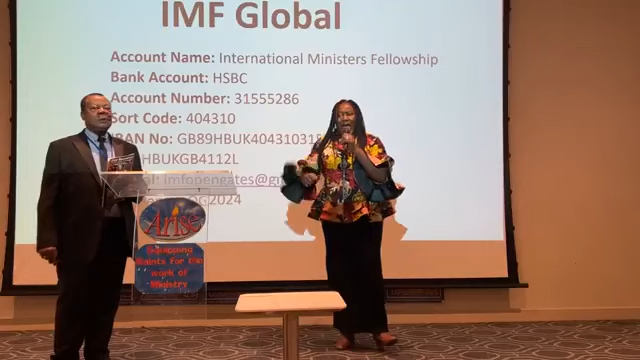 IMF Global
Account Name: International Ministers Fellowship
Bank Account: HSBC
Account Number: 31555286
Sort Code: 404310
IBAN No: GB89HBUK40431031
HBUKGB4112L
imfopengates@g
2024
Arise
Equipping
Saints for the
work of
Ministry